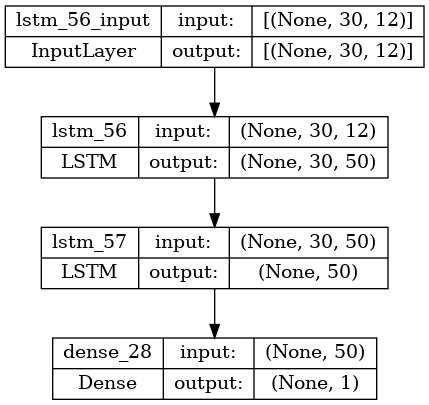 lstm_56_input input: [(None, 30, 12)]
InputLayer output: [(None, 30, 12)]
lstm_56 input: (None, 30, 12)
LSTM output: (None, 30, 50)
lstm_57 input: (None, 30, 50)
LSTM output: (None, 50)
dense_28 input: (None, 50)
Dense output: (None, 1)